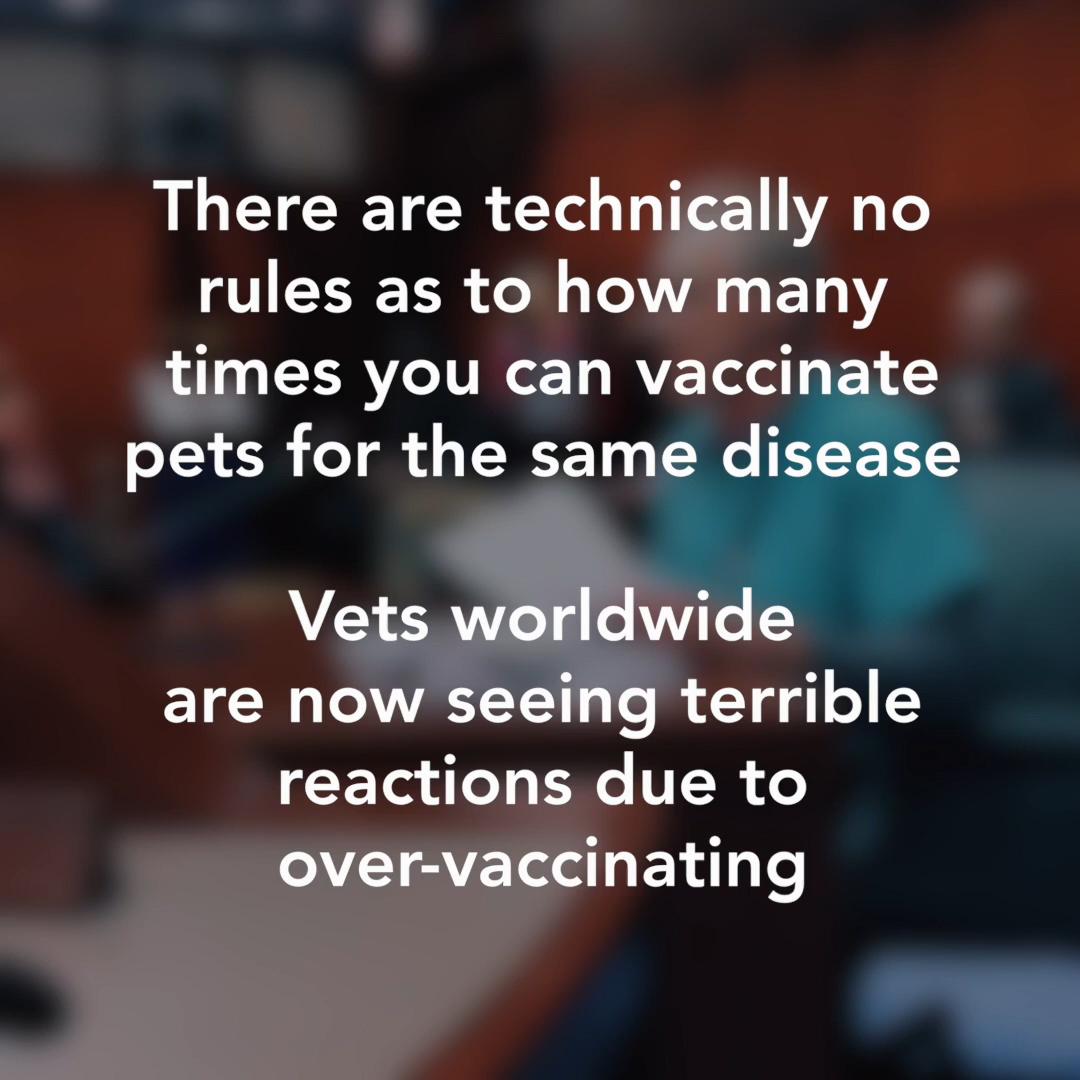 There are technically no
rules as to how many
times you can vaccinate
pets for the same disease
Vets worldwide
are now seeing terrible
reactions due to
over-vaccinating